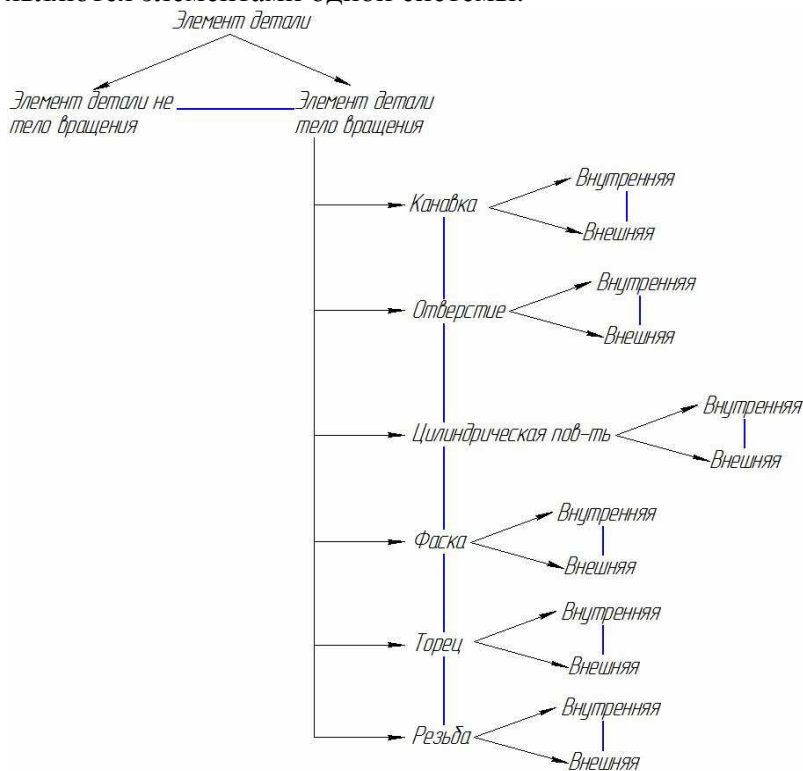 являются элементами одной системы.
Элемент детали
Элемент детали не
тело вращения
Элемент детали
тело вращения
Канавка
Внутренняя
Внешняя
Отверстие
Внутренняя
Внешняя
Цилиндрическая пов-ть
Внутренняя
Внешняя
Фаска
Внутренняя
Внешняя
Торец
Внутренняя
Внешняя
Резьба
Внутренняя
Внешняя